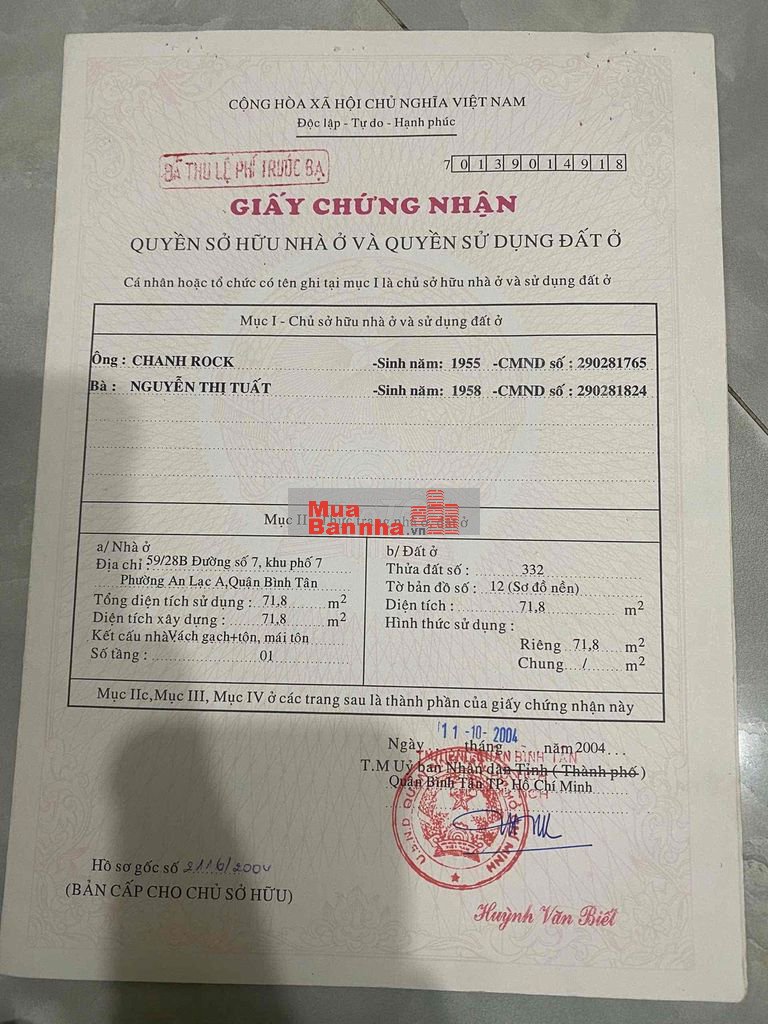 CỘNG HÒA XÃ HỘI CHỦ NGHĨA VIỆT NAM
Độc lập - Tự do - Hạnh phúc
ĐÃ THU LỆ PHÍ TRƯỚC BẠ
7 0 1 3 9 0 1 4 9 1 8
GIẤY CHỨNG NHẬN
QUYỀN SỞ HỮU NHÀ Ở VÀ QUYỀN SỬ DỤNG ĐẤT Ở
Cá nhân hoặc tổ chức có tên ghi tại mục I là chủ sở hữu nhà ở và sử dụng đất ở
Mục I - Chủ sở hữu nhà ở và sử dụng đất ở
Ông : CHANH ROCK -Sinh năm: 1955 -CMND số : 290281765
Bà : NGUYỄN THỊ TUẤT -Sinh năm: 1958 -CMND số : 290281824
Mục II - Thực trạng nhà ở, đất ở
Mua
Bannha.vn
a/ Nhà ở
Địa chỉ : 59/28B Đường số 7, khu phố 7
Phường An Lạc A,Quận Bình Tân
Tổng diện tích sử dụng : 71,8 m2
Diện tích xây dựng : 71,8 m2
Kết cấu nhà Vách gạch+tôn, mái tôn
Số tầng : 01
b/ Đất ở
Thửa đất số : 332
Tờ bản đồ số : 12 (Sơ đồ nền)
Diện tích : 71,8 m2
Hình thức sử dụng :
Riêng 71,8 m2
Chung / m2
Mục IIc,Mục III, Mục IV ở các trang sau là thành phần của giấy chứng nhận này
11 -10- 2004
Ngày tháng - năm 2004
T.M Uỷ ban Nhân dân Tỉnh ( Thành phố )
Quận Bình Tân TP. Hồ Chí Minh
Hồ sơ gốc số 2116/2004
(BẢN CẤP CHO CHỦ SỞ HỮU)
Huỳnh Văn Biết